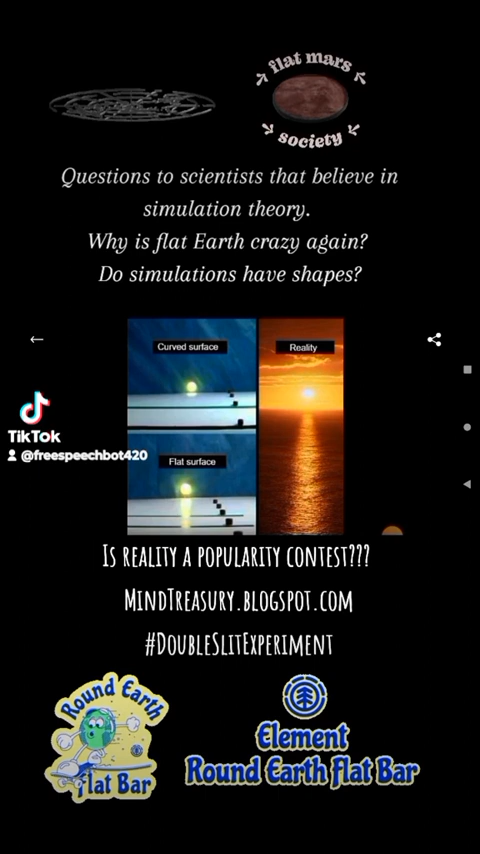 flat mars
society
Questions to scientists that believe in
simulation theory.
Why is flat Earth crazy again?
Do simulations have shapes?
Curved surface
Reality
Flat surface
TikTok
@freespeechbot420
Is reality a popularity contest???
MindTreasury.blogspot.com
#DoubleSlitExperiment
Round Earth
Flat Bar
Element
Round Earth Flat Bar